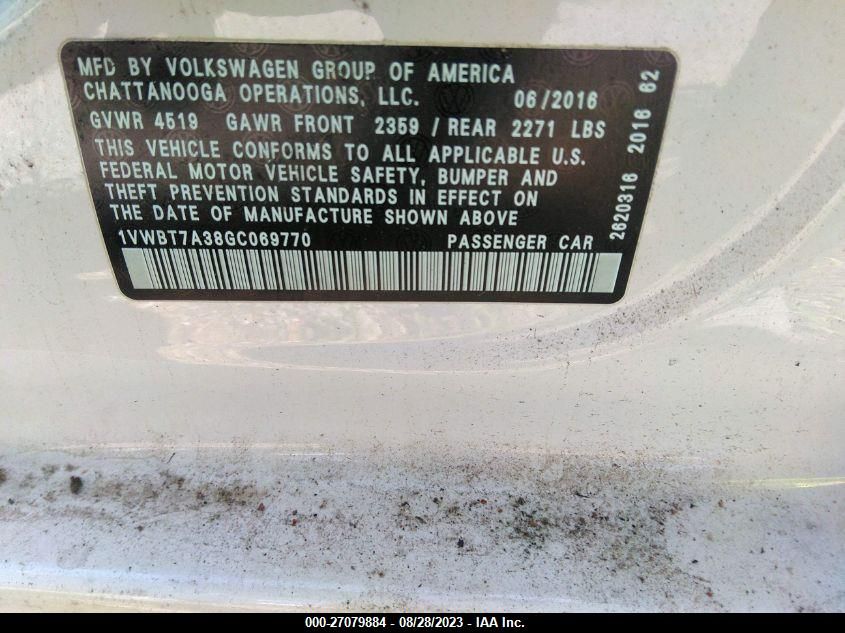 MFD BY VOLKSWAGEN GROUP OF AMERICA
CHATTANOOGA OPERATIONS, LLC. 06/2016
GVWR 4519 GAWR FRONT 2359 / REAR 2271 LBS
THIS VEHICLE CONFORMS TO ALL APPLICABLE U.S.
FEDERAL MOTOR VEHICLE SAFETY, BUMPER AND
THEFT PREVENTION STANDARDS IN EFFECT ON
THE DATE OF MANUFACTURE SHOWN ABOVE
1VWBT7A38GC069770 PASSENGER CAR
2620316 2016 62
000-27079884 - 08/28/2023 - IAA Inc.